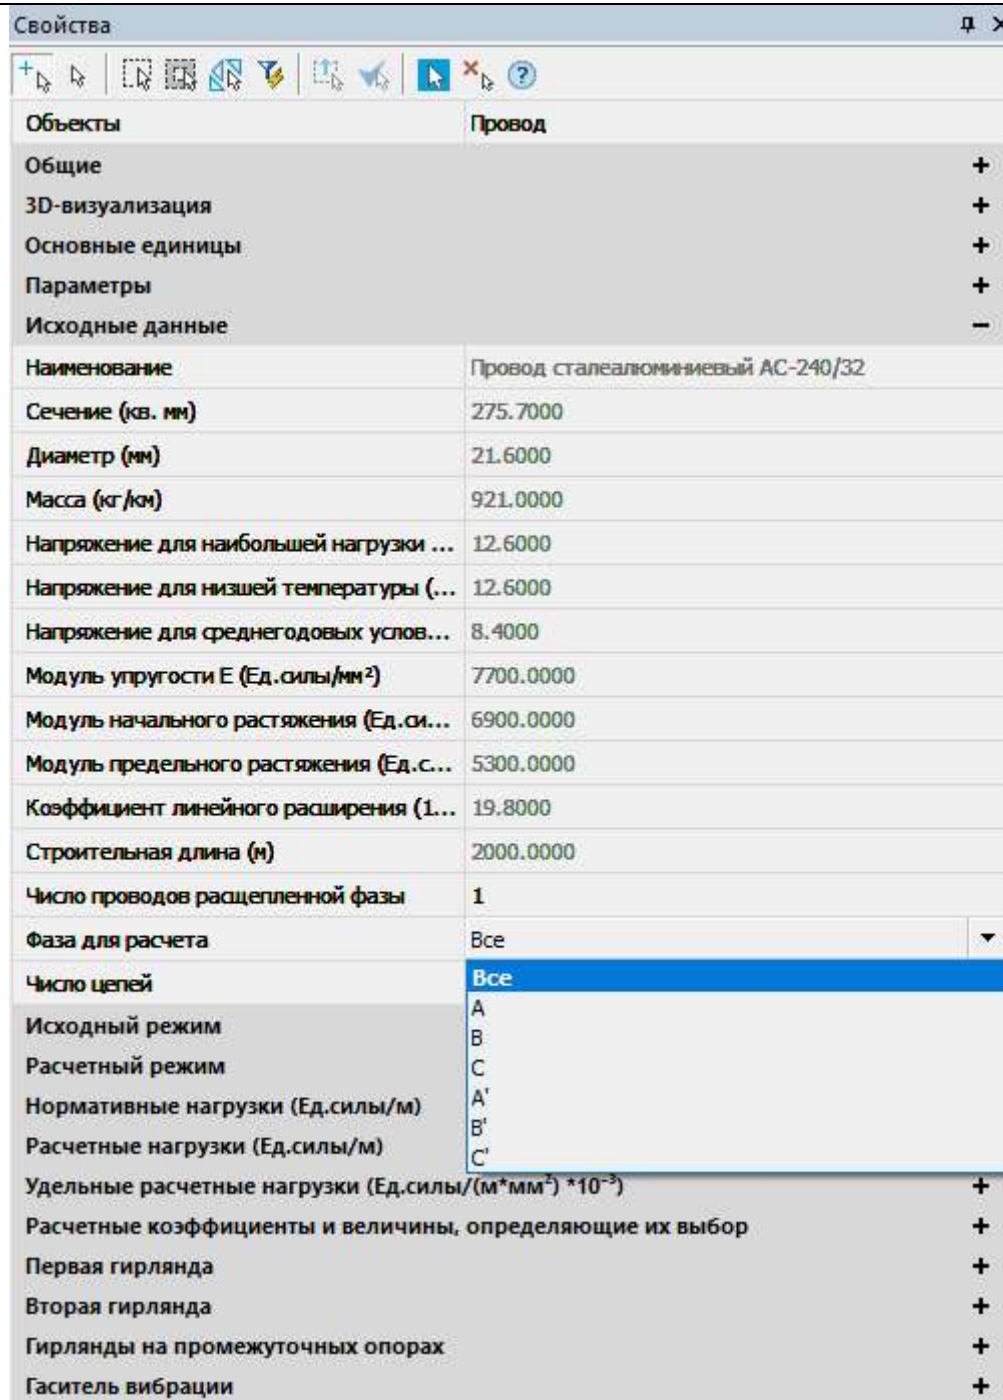 Свойства
Объекты Провод
Общие +
3D-визуализация +
Основные единицы +
Параметры +
Исходные данные −
Наименование Провод сталеалюминиевый АС-240/32
Сечение (кв. мм) 275.7000
Диаметр (мм) 21.6000
Масса (кг/км) 921.0000
Напряжение для наибольшей нагрузки ... 12.6000
Напряжение для низшей температуры (... 12.6000
Напряжение для среднегодовых услов... 8.4000
Модуль упругости E (Ед.силы/мм²) 7700.0000
Модуль начального растяжения (Ед.си... 6900.0000
Модуль предельного растяжения (Ед.с... 5300.0000
Коэффициент линейного расширения (1... 19.8000
Строительная длина (м) 2000.0000
Число проводов расщепленной фазы 1
Фаза для расчета Все
Число цепей
Все
A
B
C
A'
B'
C'
Исходный режим
Расчетный режим
Нормативные нагрузки (Ед.силы/м)
Расчетные нагрузки (Ед.силы/м)
Удельные расчетные нагрузки (Ед.силы/(м*мм²) *10⁻³) +
Расчетные коэффициенты и величины, определяющие их выбор +
Первая гирлянда +
Вторая гирлянда +
Гирлянды на промежуточных опорах +
Гаситель вибрации +